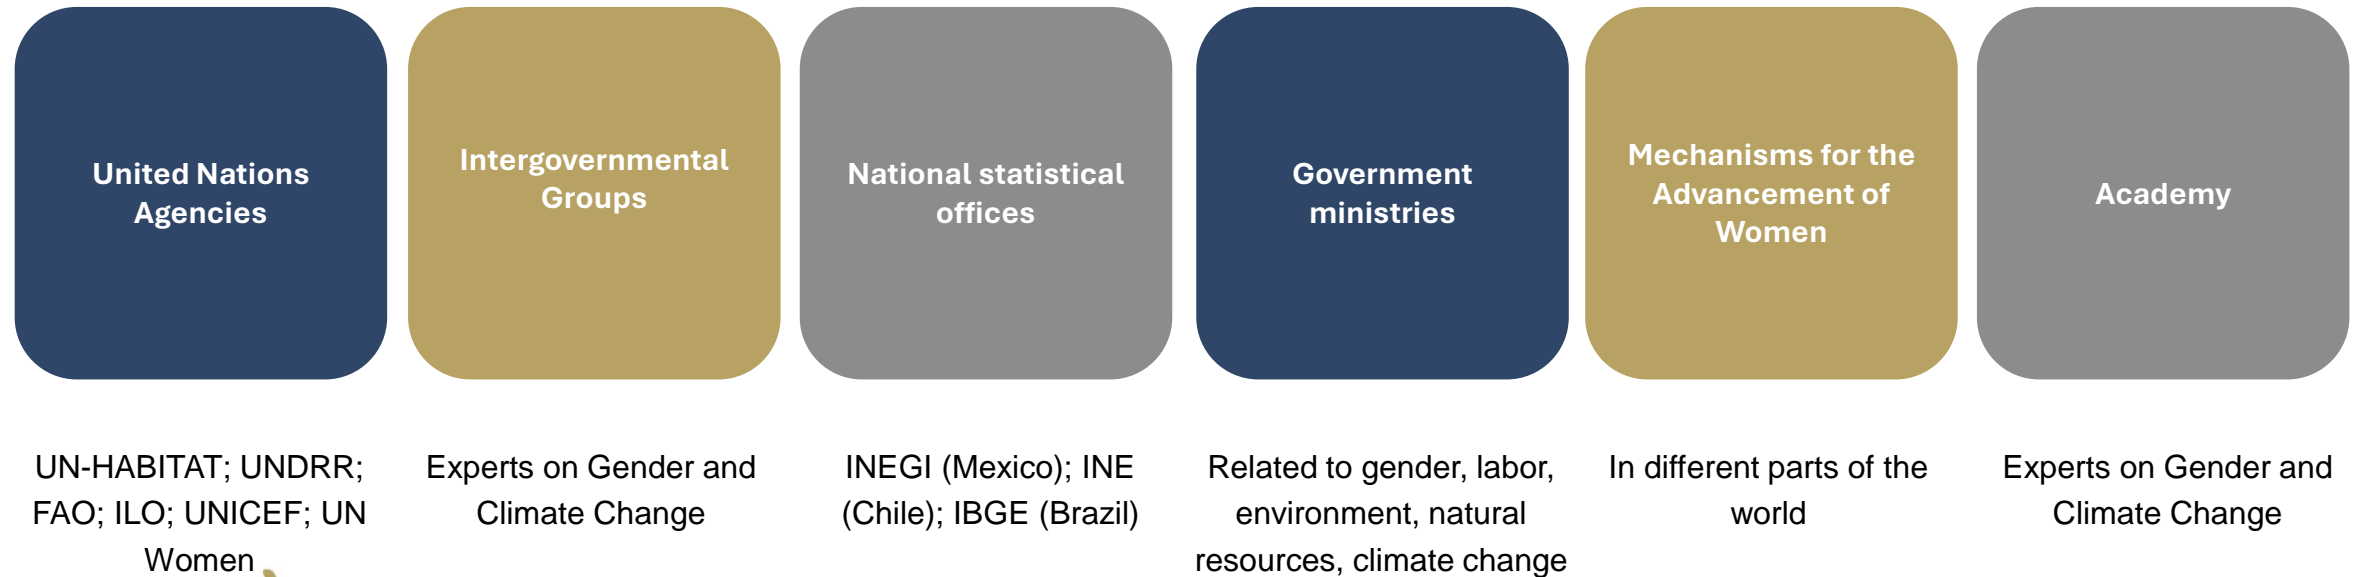 United Nations
Agencies
Intergovernmental
Groups
National statistical
offices
Government
ministries
Mechanisms for the
Advancement of
Women
Academy
UN-HABITAT; UNDRR;
FAO; ILO; UNICEF; UN
Women
Experts on Gender and
Climate Change
INEGI (Mexico); INE
(Chile); IBGE (Brazil)
Related to gender, labor,
environment, natural
resources, climate change
In different parts of the
world
Experts on Gender and
Climate Change